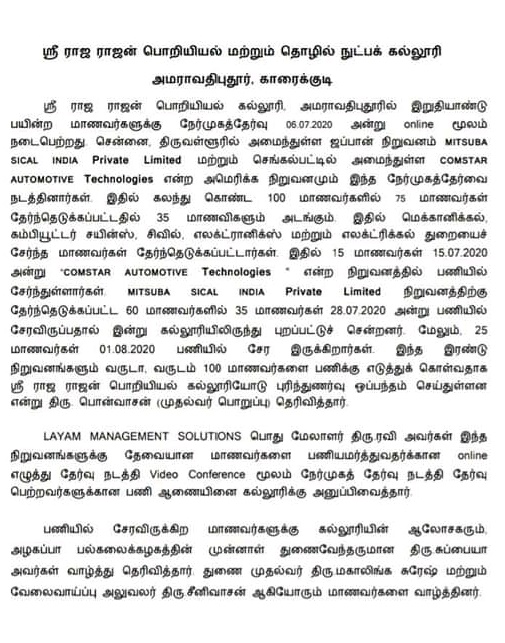 ஸ்ரீ ராஜ ராஜன் பொறியியல் மற்றும் தொழில் நுட்பக் கல்லூரி
அமராவதிபுதூர், காரைக்குடி
ஸ்ரீ ராஜ ராஜன் பொறியியல் கல்லூரி, அமராவதிபுதூரில் இறுதியாண்டு
பயின்ற மாணவர்களுக்கு நேர்முகத்தேர்வு 06.07.2020 அன்று online மூலம்
நடைபெற்றது. சென்னை, திருவள்ளூரில் அமைந்துள்ள ஜப்பான் நிறுவனம் MITSUBA
SICAL INDIA Private Limited மற்றும் செங்கல்பட்டில் அமைந்துள்ள COMSTAR
AUTOMOTIVE Technologies என்ற அமெரிக்க நிறுவனமும் இந்த நேர்முகத்தேர்வை
நடத்தினார்கள். இதில் கலந்து கொண்ட 100 மாணவர்களில் 75 மாணவர்கள்
தேர்ந்தெடுக்கப்பட்டதில் 35 மாணவிகளும் அடங்கும். இதில் மெக்கானிக்கல்,
கம்பியூட்டர் சயின்ஸ், சிவில், எலக்ட்ரானிக்ஸ் மற்றும் எலக்ட்ரிக்கல் துறையைச்
சேர்ந்த மாணவர்கள் தேர்ந்தெடுக்கப்பட்டார்கள். இதில் 15 மாணவர்கள் 15.07.2020
அன்று "COMSTAR AUTOMOTIVE Technologies " என்ற நிறுவனத்தில் பணியில்
சேர்ந்துள்ளார்கள். MITSUBA SICAL INDIA Private Limited நிறுவனத்திற்கு
தேர்ந்தெடுக்கப்பட்ட 60 மாணவர்களில் 35 மாணவர்கள் 28.07.2020 அன்று பணியில்
சேரவிருப்பதால் இன்று கல்லூரியிலிருந்து புறப்பட்டுச் சென்றனர். மேலும், 25
மாணவர்கள் 01.08.2020 பணியில் சேர இருக்கிறார்கள். இந்த இரண்டு
நிறுவனங்களும் வருடா, வருடம் 100 மாணவர்களை பணிக்கு எடுத்துக் கொள்வதாக
ஸ்ரீ ராஜ ராஜன் பொறியியல் கல்லூரியோடு புரிந்துணர்வு ஒப்பந்தம் செய்துள்ளன
என்று திரு. பொன்வாசன் (முதல்வர் பொறுப்பு) தெரிவித்தார்.
LAYAM MANAGEMENT SOLUTIONS பொது மேலாளர் திரு.ரவி அவர்கள் இந்த
நிறுவனங்களுக்கு தேவையான மாணவர்களை பணியமர்த்துவதர்க்கான online
எழுத்து தேர்வு நடத்தி Video Conference மூலம் நேர்முகத் தேர்வு நடத்தி தேர்வு
பெற்றவர்களுக்கான பணி ஆணையினை கல்லூரிக்கு அனுப்பிவைத்தார்.
பணியில் சேரவிருக்கிற மாணவர்களுக்கு கல்லூரியின் ஆலோசகரும்,
அழகப்பா பல்கலைக்கழகத்தின் முன்னாள் துணைவேந்தருமான திரு.சுப்பையா
அவர்கள் வாழ்த்து தெரிவித்தார். துணை முதல்வர் திரு.மகாலிங்க சுரேஷ் மற்றும்
வேலைவாய்ப்பு அலுவலர் திரு.சீனிவாசன் ஆகியோரும் மாணவர்களை வாழ்த்தினர்.